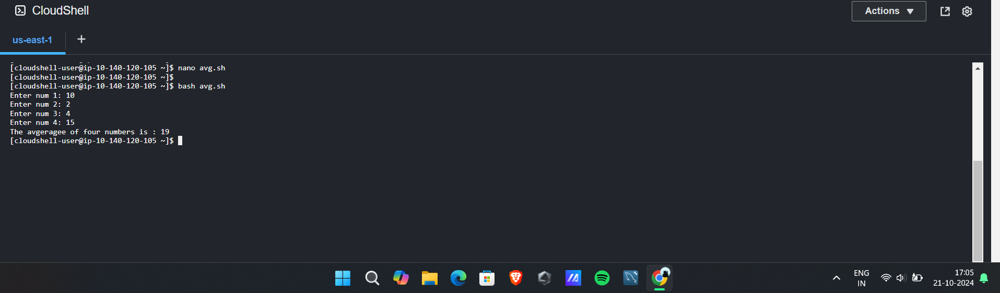 CloudShell
Actions
us-east-1
[cloudshell-user@ip-10-140-120-105 ~]$ nano avg.sh
[cloudshell-user@ip-10-140-120-105 ~]$
[cloudshell-user@ip-10-140-120-105 ~]$ bash avg.sh
Enter num 1: 10
Enter num 2: 2
Enter num 3: 4
Enter num 4: 15
The avgeragee of four numbers is : 19
[cloudshell-user@ip-10-140-120-105 ~]$
ENG
IN
17:05
21-10-2024